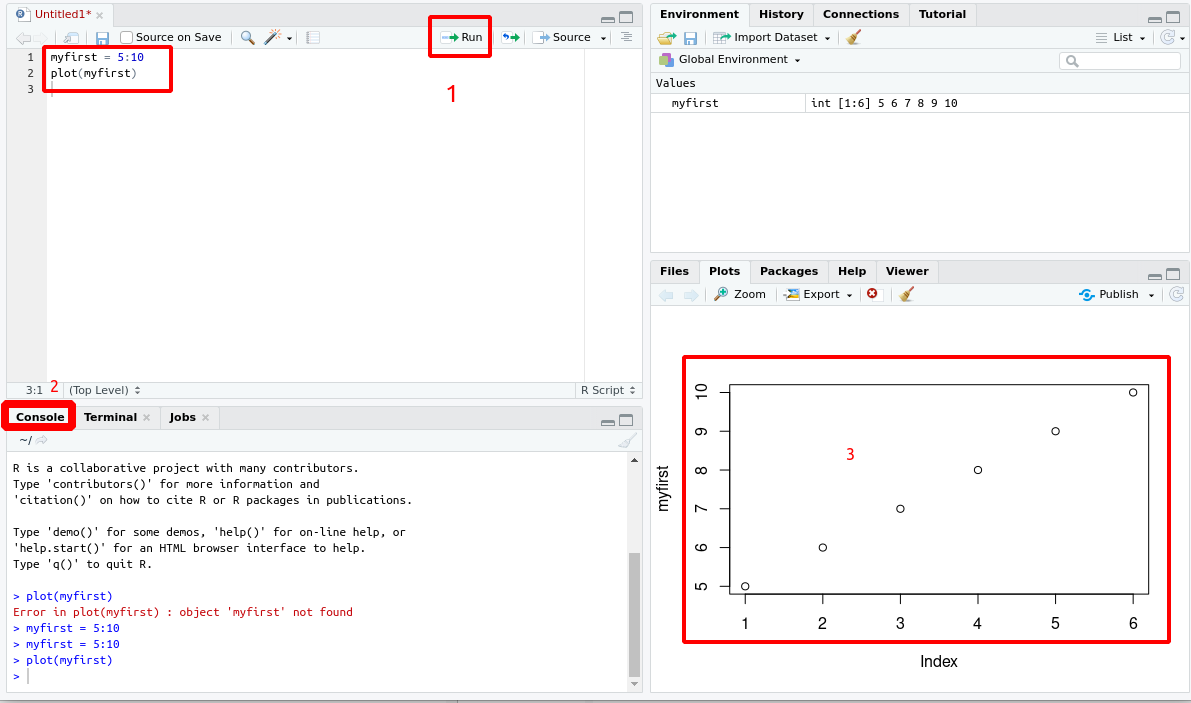 Untitled1*
Source on Save
Run
Source
1 myfirst = 5:10
2 plot(myfirst)
3
1
3:1
2
(Top Level)
R Script
Console
Terminal
Jobs
~/
R is a collaborative project with many contributors.
Type 'contributors()' for more information and
'citation()' on how to cite R or R packages in publications.
Type 'demo()' for some demos, 'help()' for on-line help, or
'help.start()' for an HTML browser interface to help.
Type 'q()' to quit R.
> plot(myfirst)
Error in plot(myfirst) : object 'myfirst' not found
> myfirst = 5:10
> myfirst = 5:10
> plot(myfirst)
>
Environment
History
Connections
Tutorial
Import Dataset
List
Global Environment
Values
myfirst
int [1:6] 5 6 7 8 9 10
Files
Plots
Packages
Help
Viewer
Zoom
Export
Publish
myfirst
10
9
8
7
6
5
3
1 2 3 4 5 6
Index